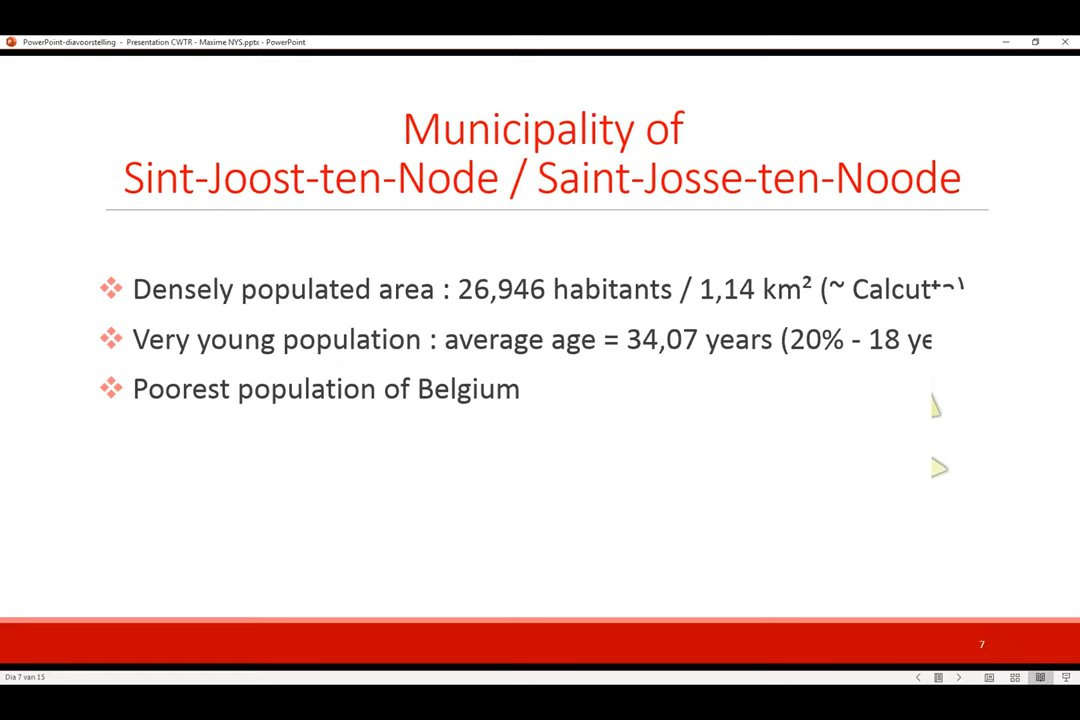 PowerPoint-diavoorstelling - Presentation CWTR - Maxime NYS.pptx - PowerPoint
Municipality of
Sint-Joost-ten-Node / Saint-Josse-ten-Noode
Densely populated area : 26,946 habitants / 1,14 km² (~
Very young population : average age = 34,07 years (20% - 18
Poorest population of Belgium
7
Dia 7 van 15